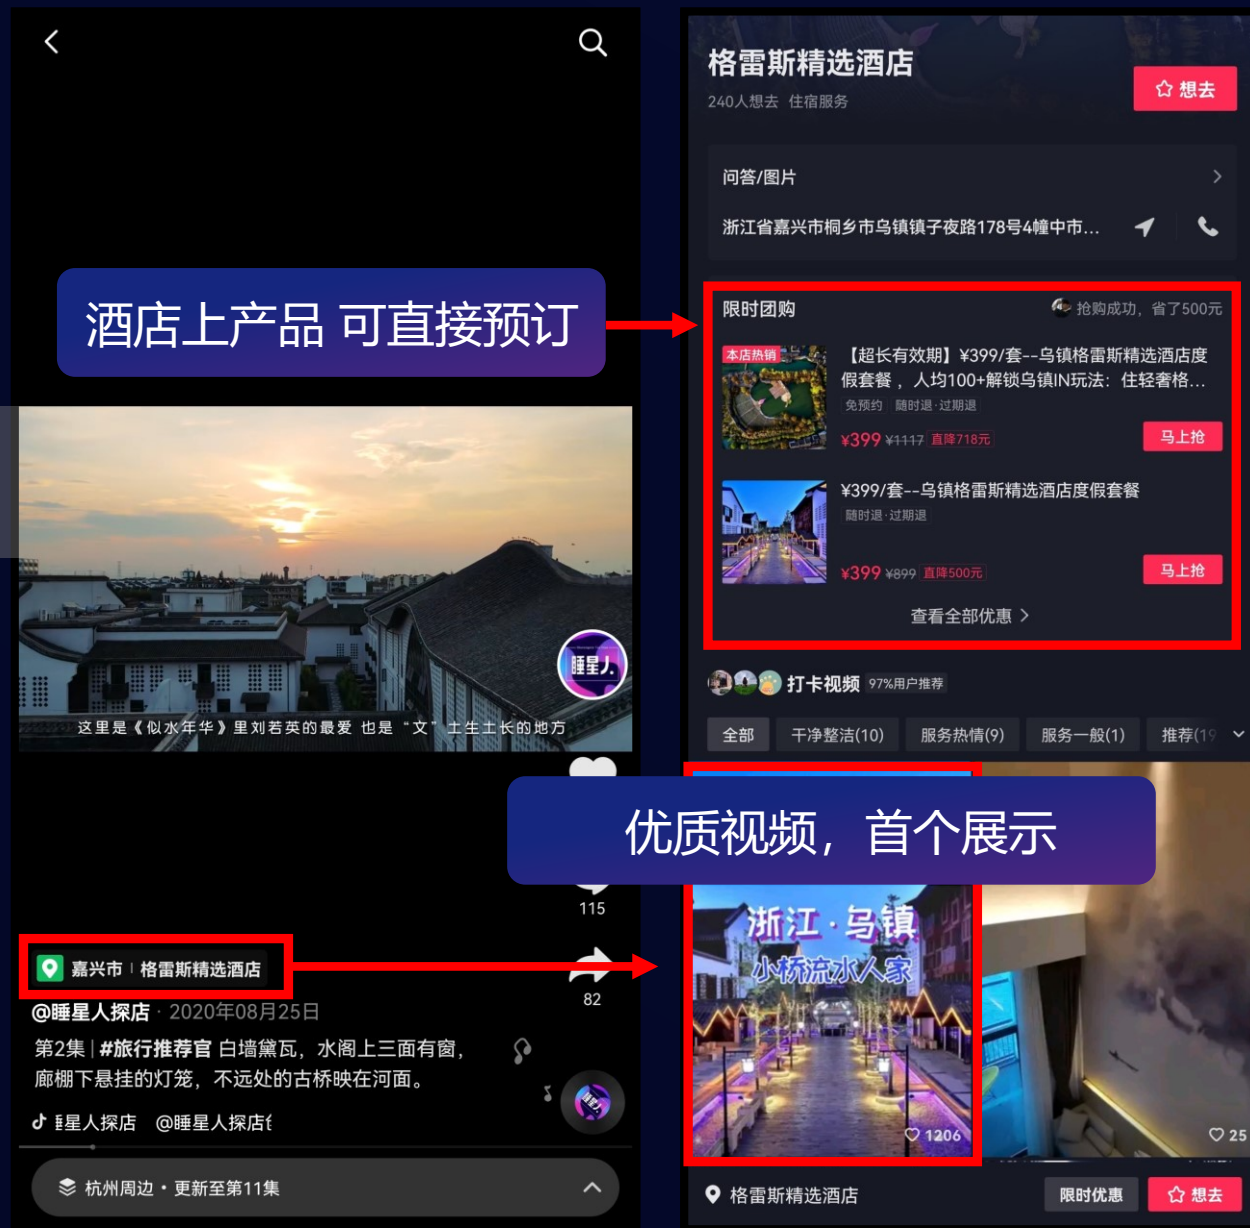 酒店上产品 可直接预订
睡星人
这里是《似水年华》里刘若英的最爱 也是“文”土生土长的地方
115
82
嘉兴市 | 格雷斯精选酒店
@睡星人探店 · 2020年08月25日
第2集 | #旅行推荐官 白墙黛瓦，水阁上三面有窗，
廊棚下悬挂的灯笼，不远处的古桥映在河面。
星人探店 @睡星人探店
杭州周边 • 更新至第11集
格雷斯精选酒店
240人想去 住宿服务
想去
问答/图片
浙江省嘉兴市桐乡市乌镇镇子夜路178号4幢中市...
限时团购
抢购成功，省了500元
本店热销
【超长有效期】¥399/套--乌镇格雷斯精选酒店度
假套餐，人均100+解锁乌镇IN玩法：住轻奢格...
免预约 随时退·过期退
¥399 ¥1117 直降718元
马上抢
¥399/套--乌镇格雷斯精选酒店度假套餐
随时退·过期退
¥399 ¥899 直降500元
马上抢
查看全部优惠
打卡视频 97%用户推荐
全部 干净整洁(10) 服务热情(9) 服务一般(1) 推荐(19
优质视频，首个展示
浙江·乌镇
小桥流水人家
1206
25
格雷斯精选酒店
限时优惠
想去